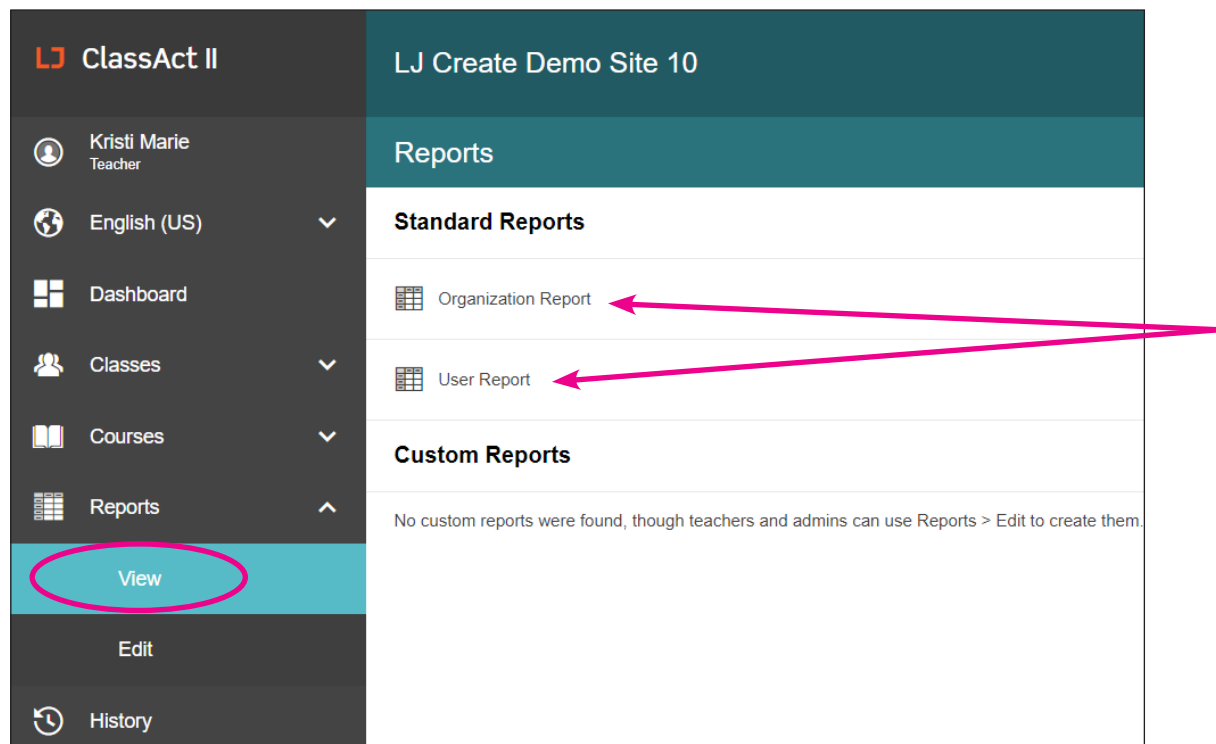 LJ ClassAct II
Kristi Marie
Teacher
English (US)
Dashboard
Classes
Courses
Reports
View
Edit
History
LJ Create Demo Site 10
Reports
Standard Reports
Organization Report
User Report
Custom Reports
No custom reports were found, though teachers and admins can use Reports > Edit to create them.